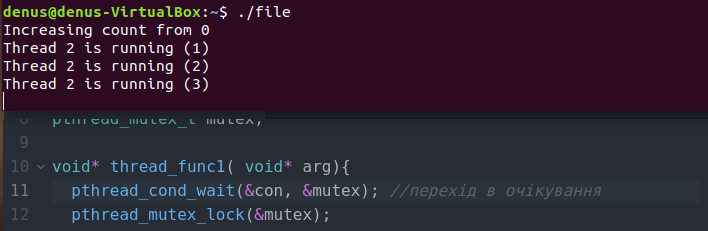 denus@denus-VirtualBox:~$ ./file
Increasing count from 0
Thread 2 is running (1)
Thread 2 is running (2)
Thread 2 is running (3)
8 pthread_mutex_t mutex;
9
10 void* thread_func1( void* arg){
11 pthread_cond_wait(&con, &mutex); //перехід в очікування
12 pthread_mutex_lock(&mutex);